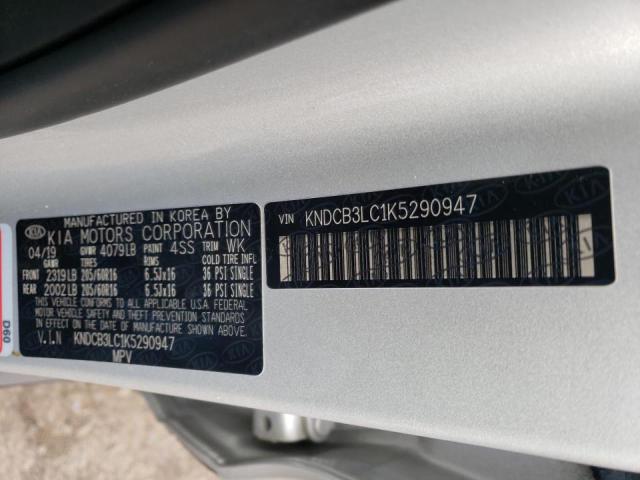 MANUFACTURED IN KOREA BY
KIA KIA MOTORS CORPORATION
04/19 GVWR 4079LB PAINT 4SS TRIM WK
GAWR TIRES RIMS COLD TIRE INFL
FRONT 2319LB 205/60R16 6.5Jx16 36 PSI SINGLE
REAR 2002LB 205/60R16 6.5Jx16 36 PSI SINGLE
THIS VEHICLE CONFORMS TO ALL APPLICABLE U.S.A. FEDERAL
MOTOR VEHICLE SAFETY AND THEFT PREVENTION STANDARDS
IN EFFECT ON THE DATE OF MANUFACTURE SHOWN ABOVE.
V.I.N KNDCB3LC1K5290947
MPV
VIN KNDCB3LC1K5290947
D60